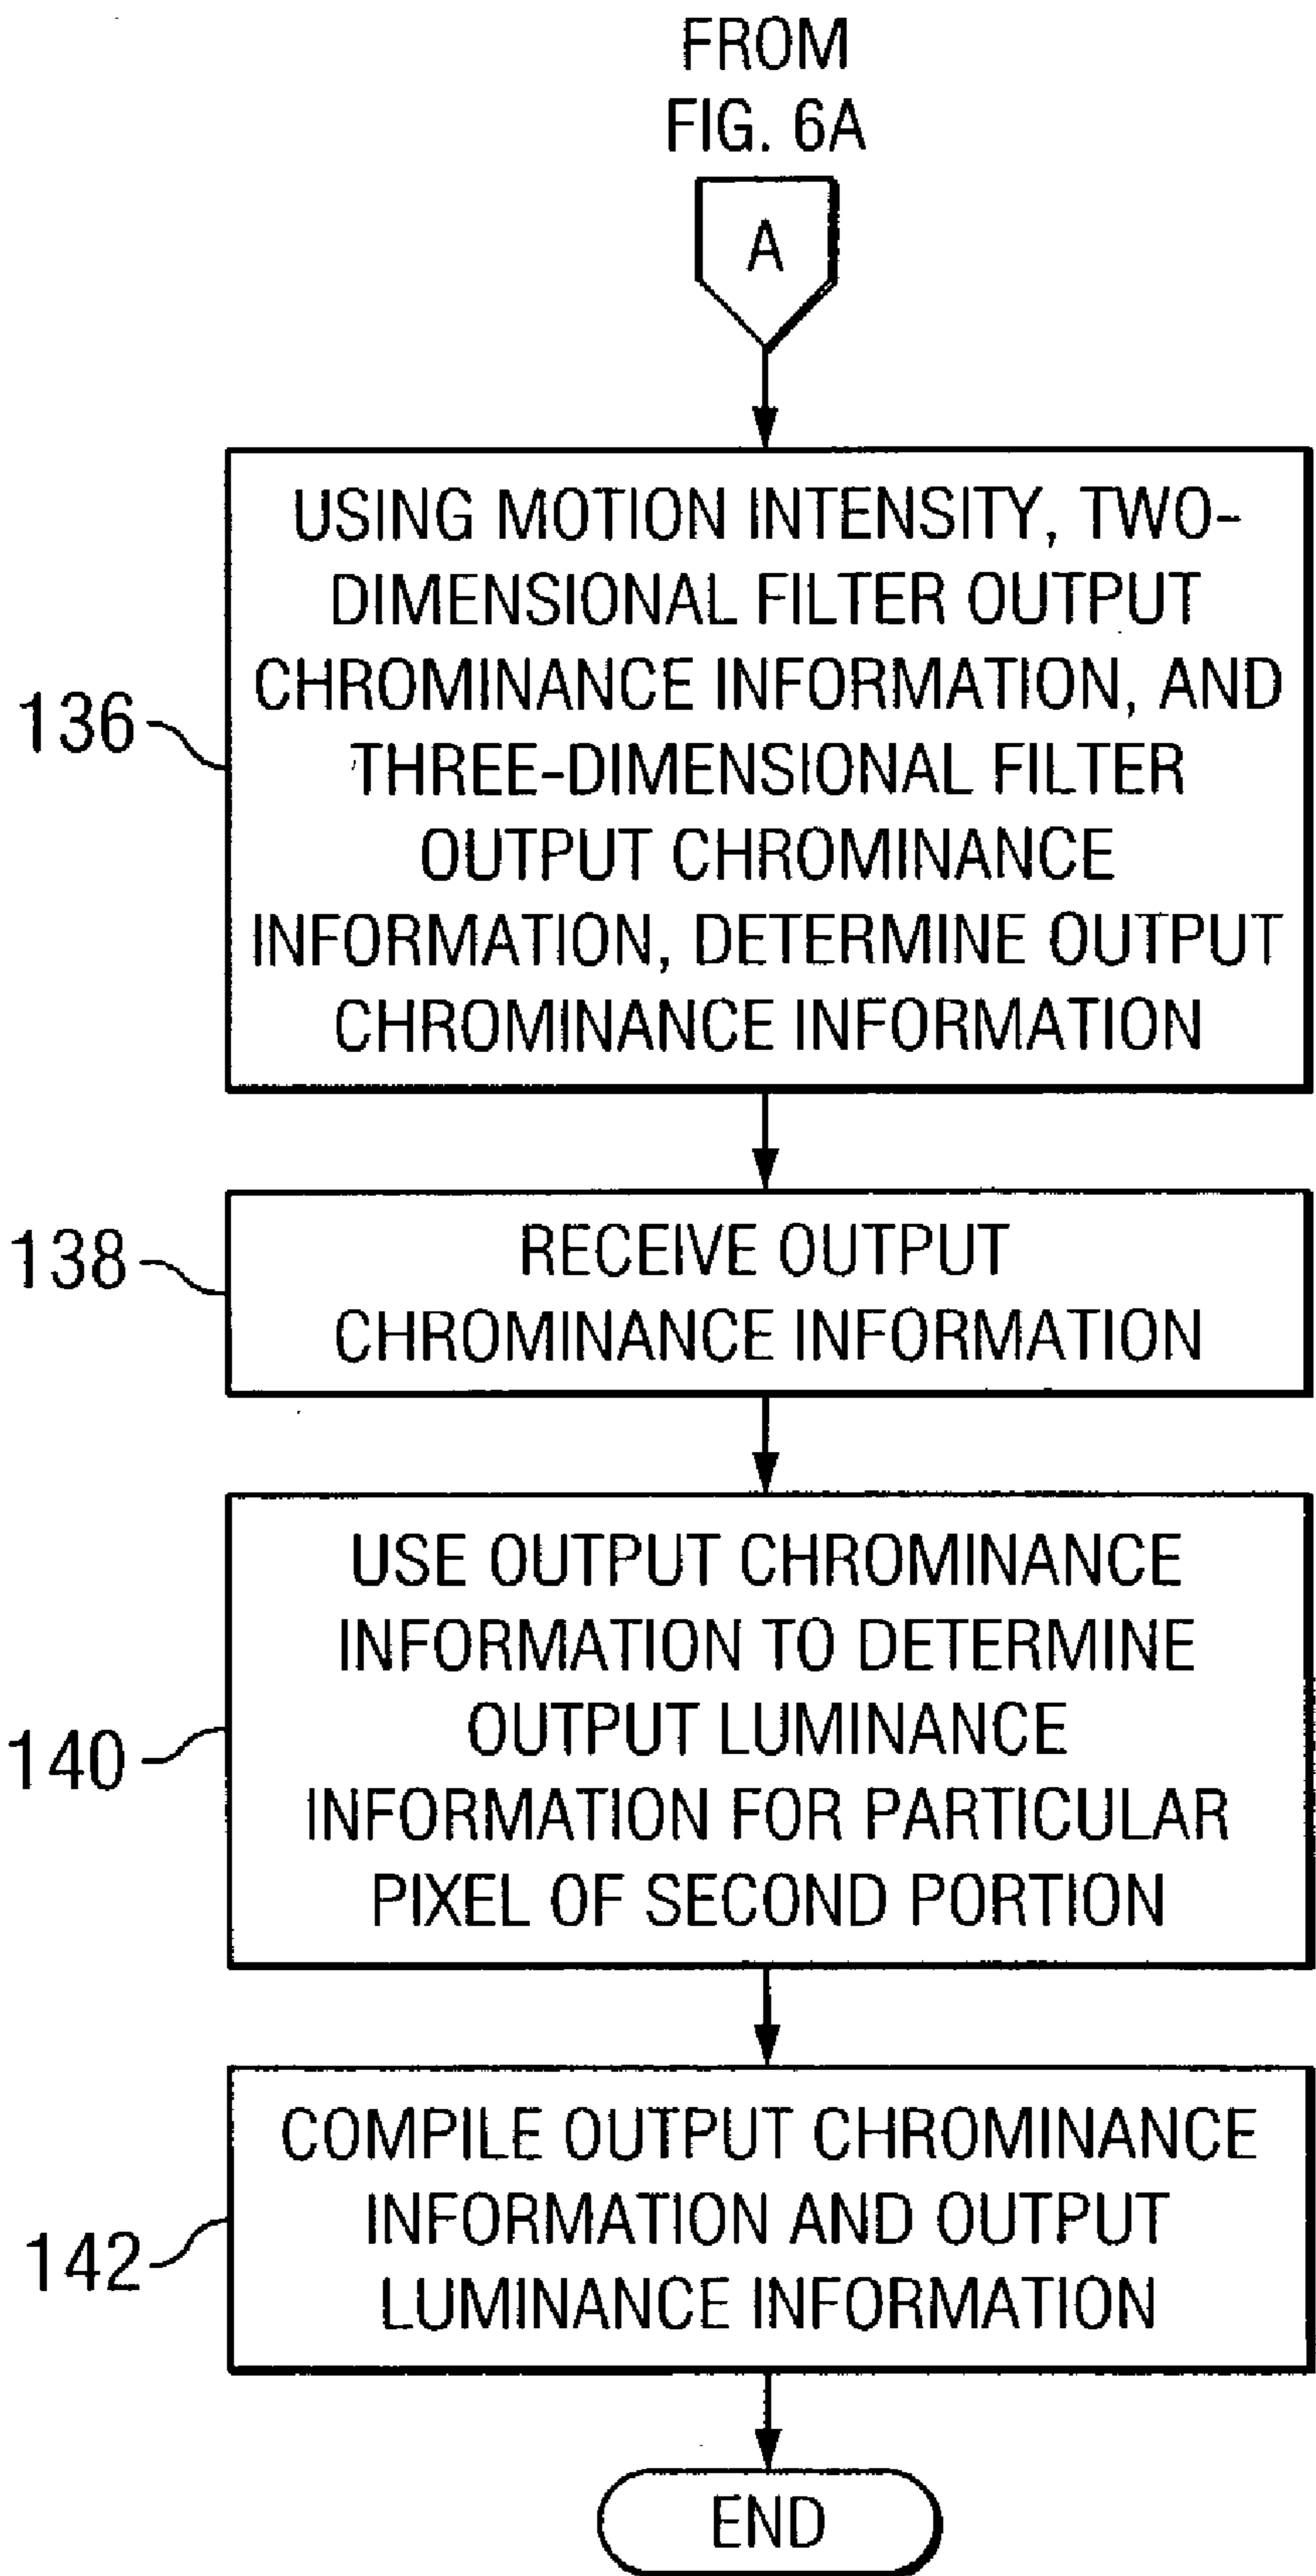 FROM
FIG. 6A
A
USING MOTION INTENSITY, TWO-
DIMENSIONAL FILTER OUTPUT
CHROMINANCE INFORMATION, AND
THREE-DIMENSIONAL FILTER
OUTPUT CHROMINANCE
INFORMATION, DETERMINE OUTPUT
CHROMINANCE INFORMATION
136
RECEIVE OUTPUT
CHROMINANCE INFORMATION
138
USE OUTPUT CHROMINANCE
INFORMATION TO DETERMINE
OUTPUT LUMINANCE
INFORMATION FOR PARTICULAR
PIXEL OF SECOND PORTION
140
COMPILE OUTPUT CHROMINANCE
INFORMATION AND OUTPUT
LUMINANCE INFORMATION
142
END